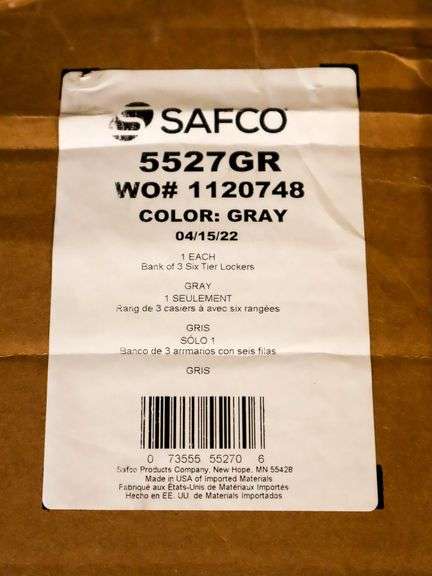 SAFCO
5527GR
WO# 1120748
COLOR: GRAY
04/15/22
1 EACH
Bank of 3 Six Tier Lockers
GRAY
1 SEULEMENT
Rang de 3 casiers à avec six rangées
GRIS
SÓLO 1
Banco de 3 armarios con seis filas
GRIS
0 73555 55270 6
Safco Products Company, New Hope, MN 55428
Made in USA of Imported Materials
Fabriqué aux États-Unis de Matériaux Importés
Hecho en EE. UU. de Materials Importados